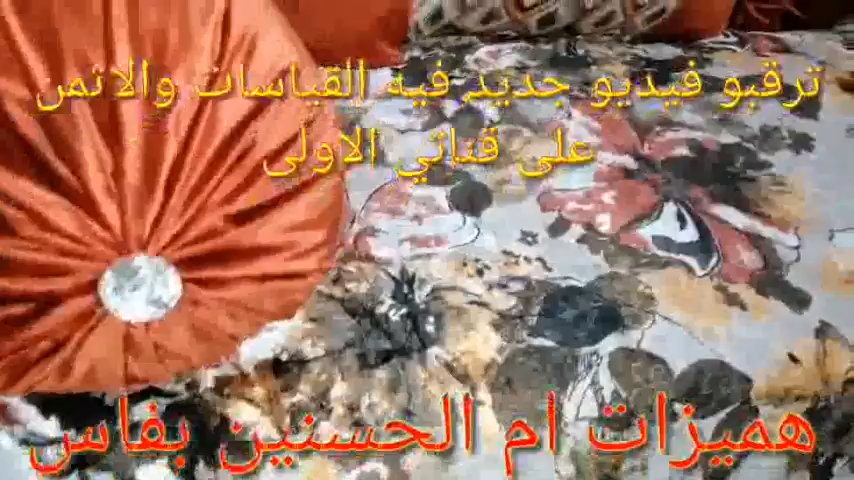 ترقبو فيديو جديد فيه القياسات والاثمن
على قناتي الاولى
هميزات ام الحسنين بفاس